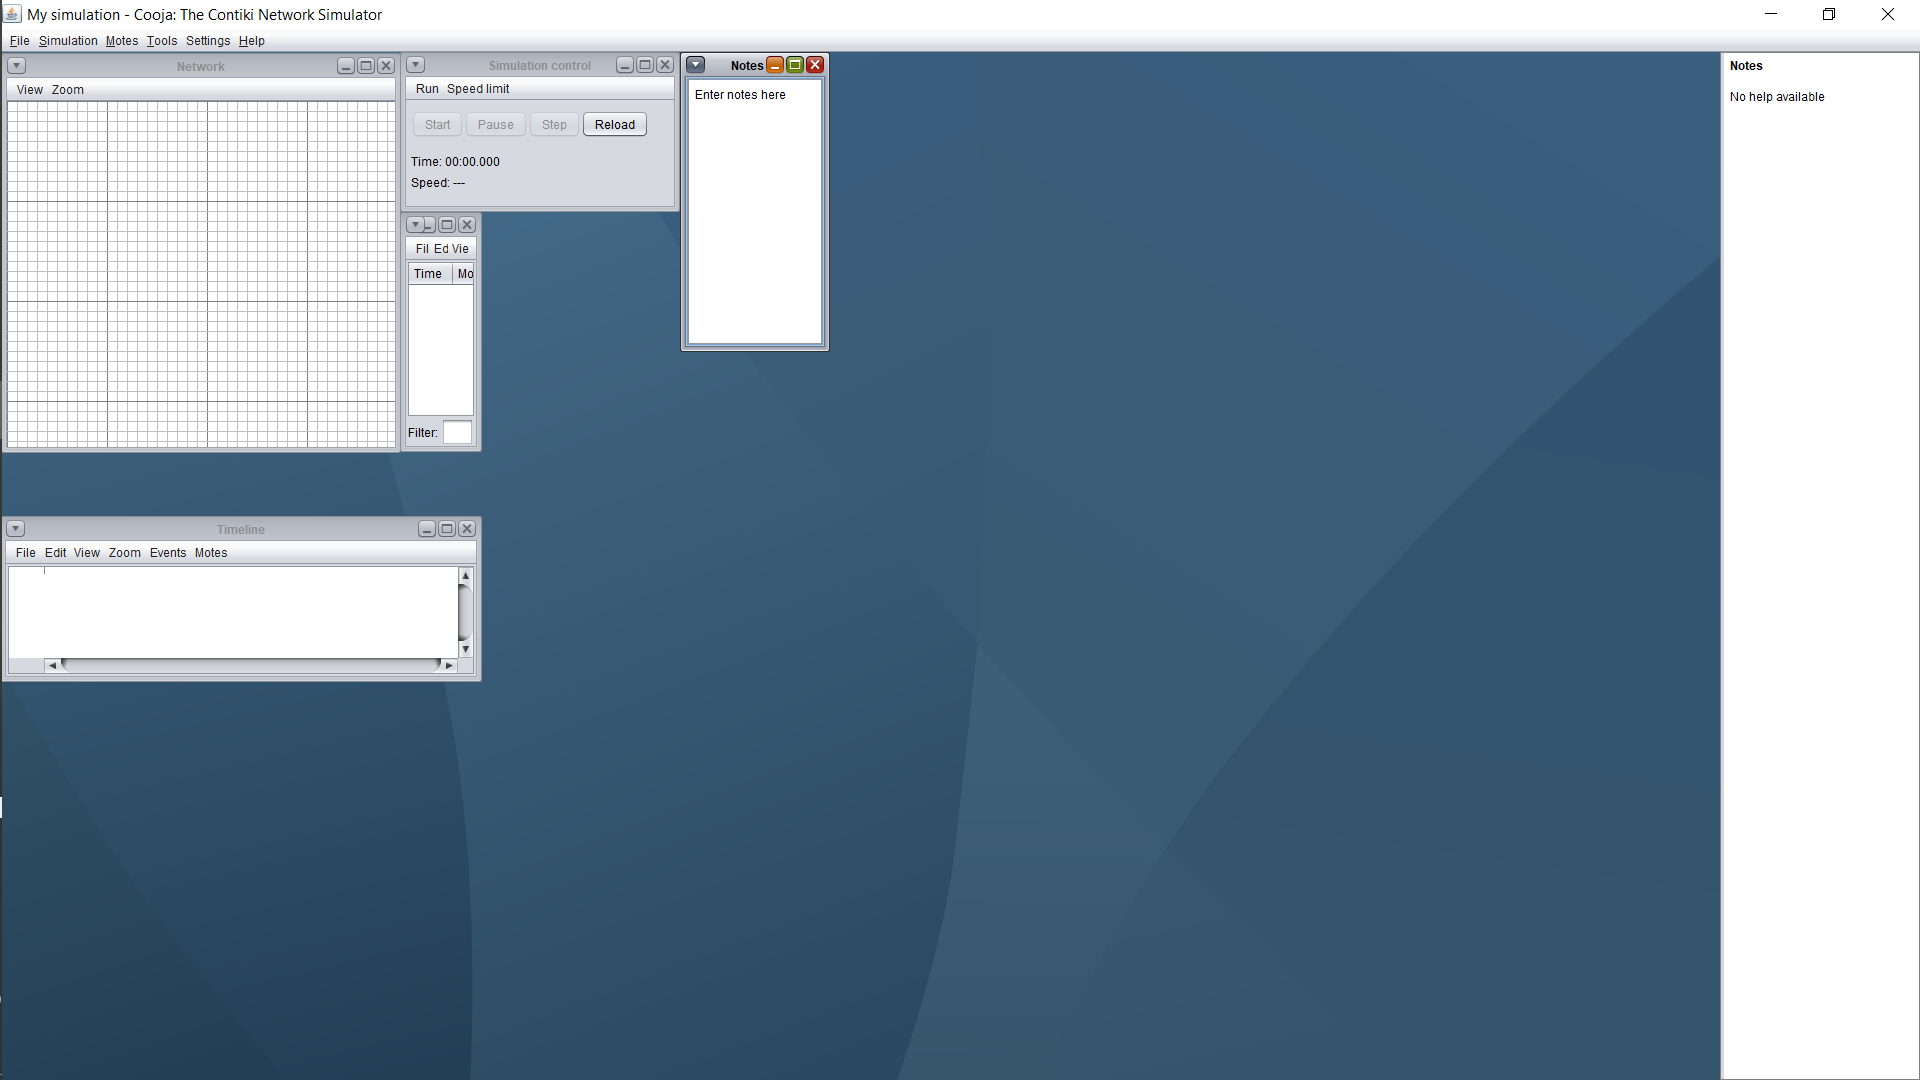 My simulation - Cooja: The Contiki Network Simulator
File Simulation Motes Tools Settings Help
Network
View Zoom
Simulation control
Run Speed limit
Start Pause Step Reload
Time: 00:00.000
Speed: ---
Fil Ed Vie
Time Mo
Filter:
Notes
Enter notes here
Timeline
File Edit View Zoom Events Motes
Notes
No help available